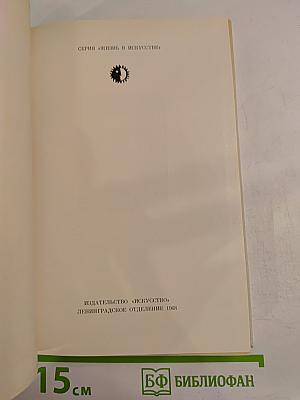 СЕРИЯ «ЖИЗНЬ В ИСКУССТВЕ»
ИЗДАТЕЛЬСТВО «ИСКУССТВО»
ЛЕНИНГРАДСКОЕ ОТДЕЛЕНИЕ 1968
15 см
БФ БИБЛИОФАН